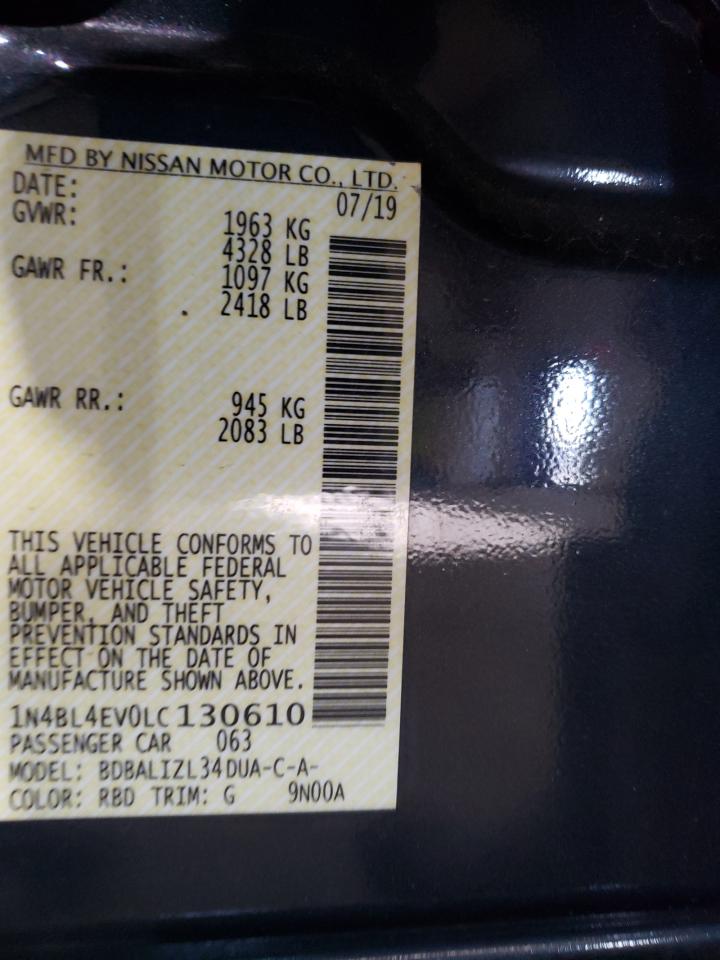 MFD BY NISSAN MOTOR CO., LTD.
DATE: 07/19
GVWR: 1963 KG
4328 LB
GAWR FR.: 1097 KG
2418 LB
GAWR RR.: 945 KG
2083 LB
THIS VEHICLE CONFORMS TO
ALL APPLICABLE FEDERAL
MOTOR VEHICLE SAFETY,
BUMPER, AND THEFT
PREVENTION STANDARDS IN
EFFECT ON THE DATE OF
MANUFACTURE SHOWN ABOVE.
1N4BL4EV0LC130610
PASSENGER CAR 063
MODEL: BDBALIZL34DUA-C-A-
COLOR: RBD TRIM: G 9N00A